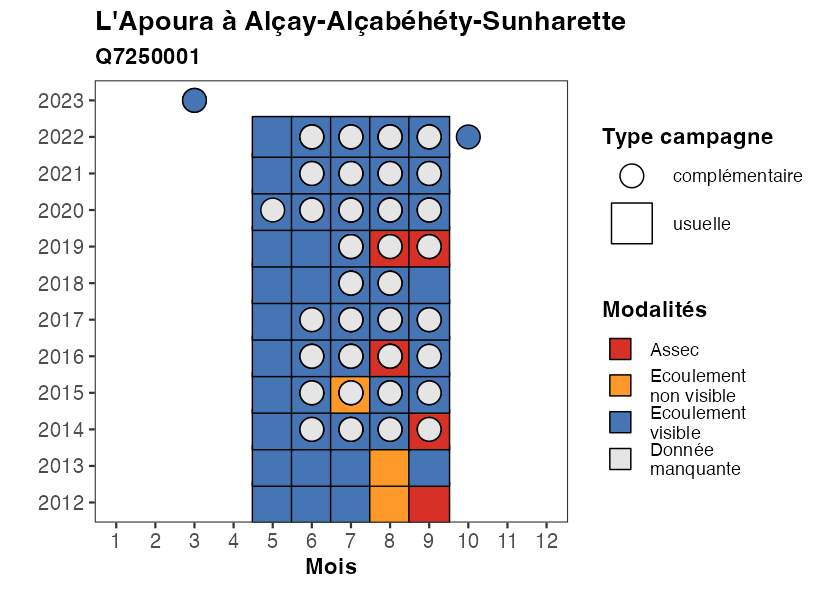 L'Apoura à Alçay-Alçabéhéty-Sunharette
Q7250001
2023
2022
2021
2020
2019
2018
2017
2016
2015
2014
2013
2012
1 2 3 4 5 6 7 8 9 10 11 12
Mois
Type campagne
complémentaire
usuelle
Modalités
Assec
Ecoulement
non visible
Ecoulement
visible
Donnée
manquante